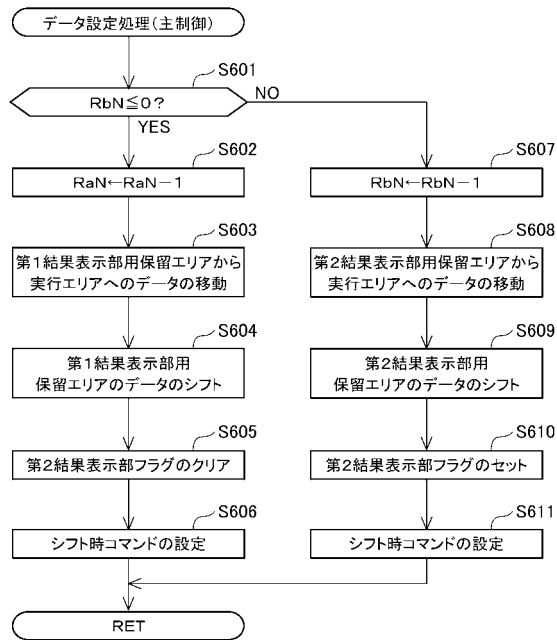 データ設定処理(主制御)
S601
RbN≦0?
NO
YES
S602
RaN←RaN-1
S607
RbN←RbN-1
S603
第1結果表示部用保留エリアから
実行エリアへのデータの移動
S608
第2結果表示部用保留エリアから
実行エリアへのデータの移動
S604
第1結果表示部用
保留エリアのデータのシフト
S609
第2結果表示部用
保留エリアのデータのシフト
S605
第2結果表示部フラグのクリア
S610
第2結果表示部フラグのセット
S606
シフト時コマンドの設定
S611
シフト時コマンドの設定
RET